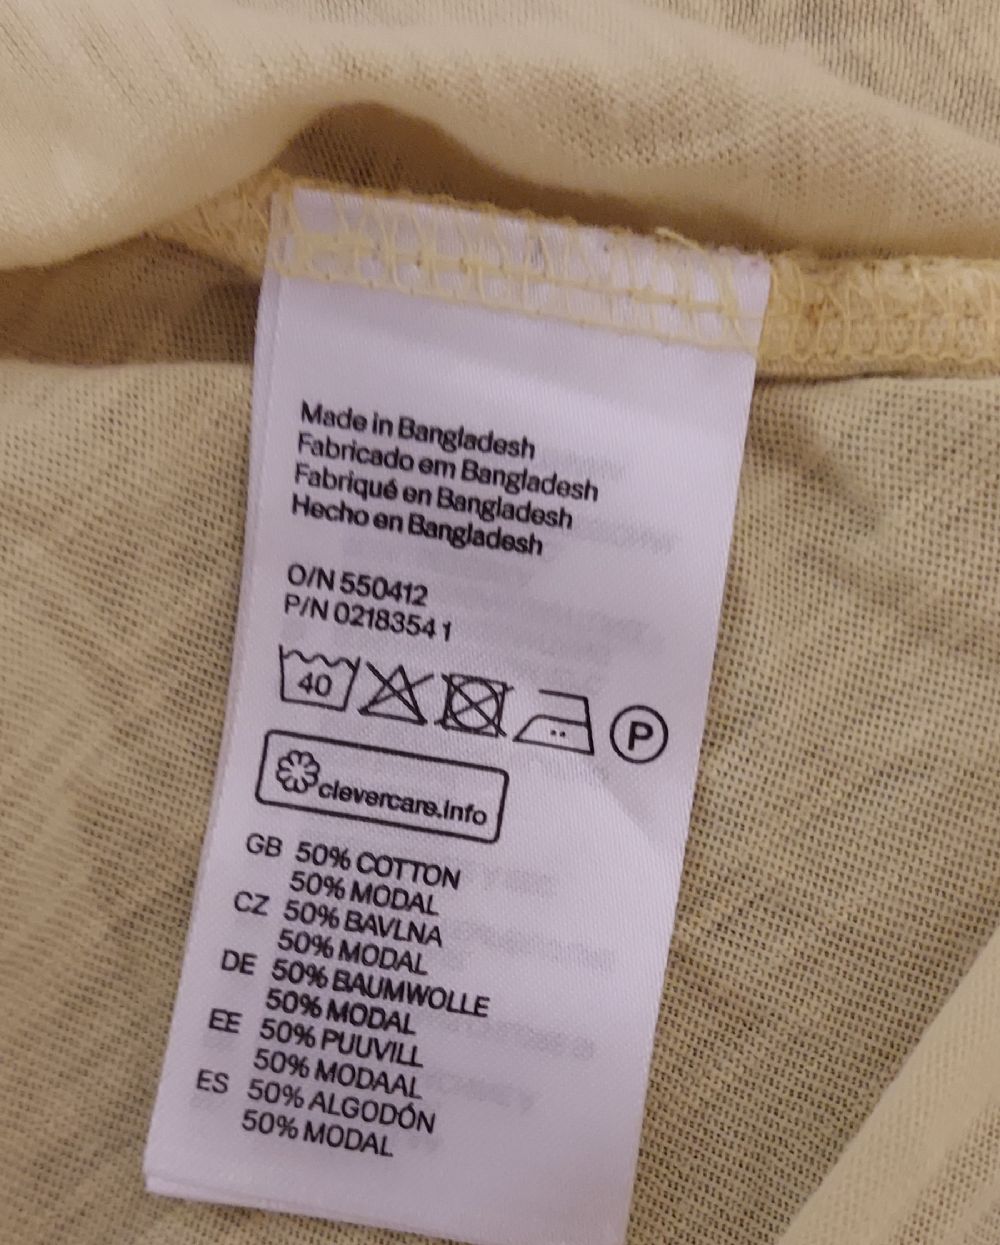 Made in Bangladesh
Fabricado em Bangladesh
Fabriqué en Bangladesh
Hecho en Bangladesh
O/N 550412
P/N 0218354 1
40
P
clevercare.info
GB 50% COTTON
50% MODAL
CZ 50% BAVLNA
50% MODAL
DE 50% BAUMWOLLE
50% MODAL
EE 50% PUUVILL
50% MODAAL
ES 50% ALGODÓN
50% MODAL